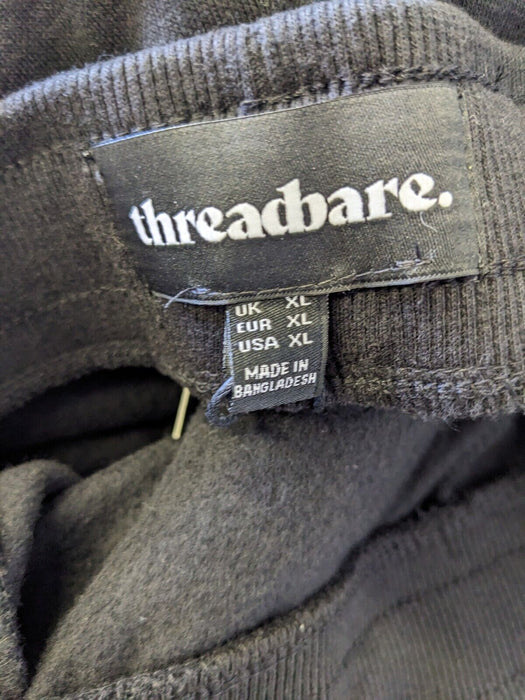 threadbare.
UK XL
EUR XL
USA XL
MADE IN
BANGLADESH